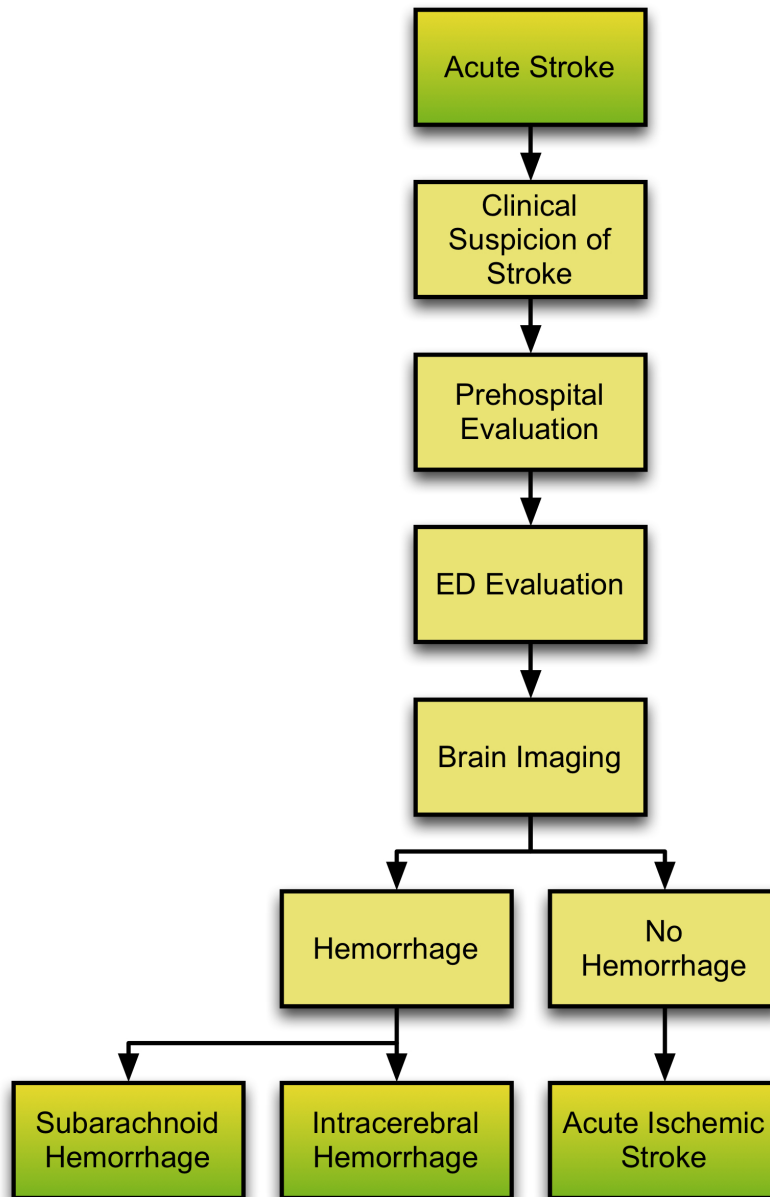 Acute Stroke
Clinical
Suspicion of
Stroke
Prehospital
Evaluation
ED Evaluation
Brain Imaging
Hemorrhage
No
Hemorrhage
Subarachnoid
Hemorrhage
Intracerebral
Hemorrhage
Acute Ischemic
Stroke